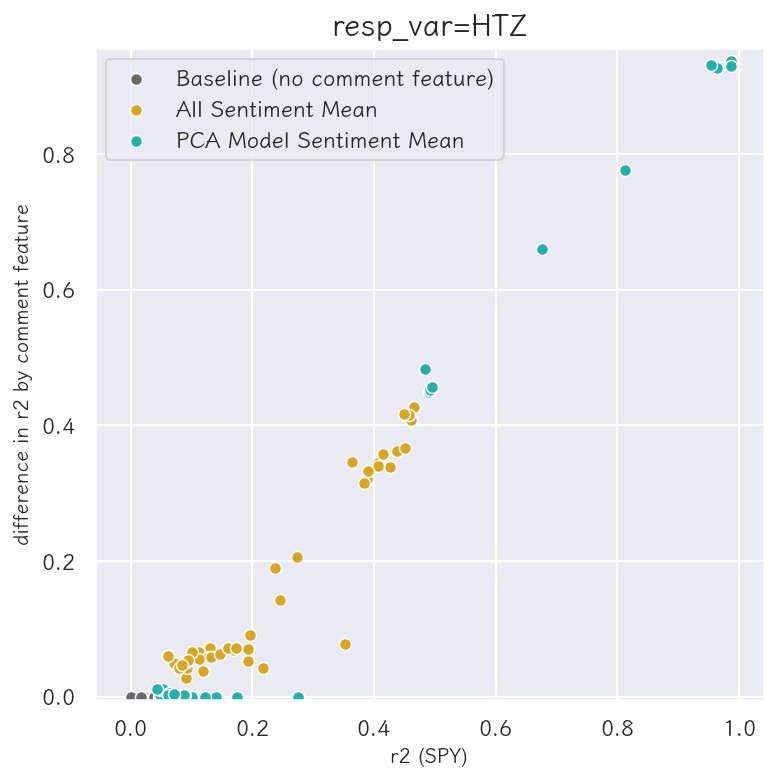 resp_var=HTZ
Baseline (no comment feature)
All Sentiment Mean
PCA Model Sentiment Mean
difference in r2 by comment feature
0.8
0.6
0.4
0.2
0.0
0.0 0.2 0.4 0.6 0.8 1.0
r2 (SPY)